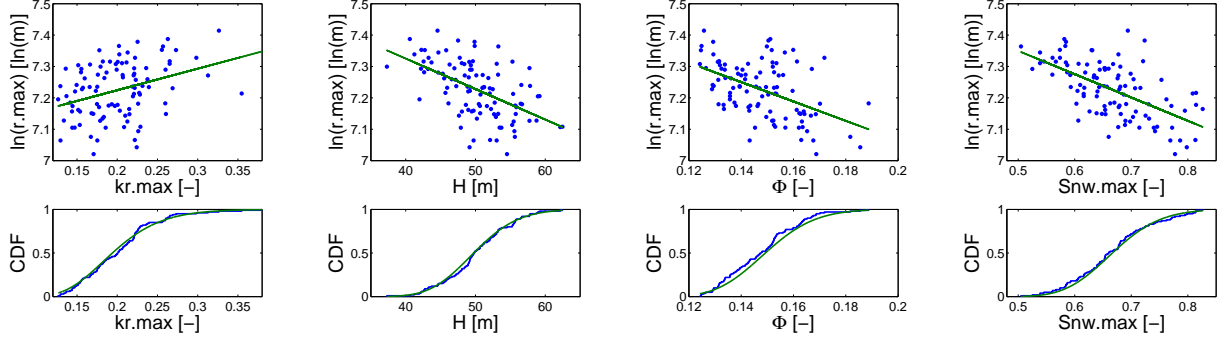 7.5
7.4
7.3
7.2
7.1
7
ln(r.max) [ln(m)]
0.15 0.2 0.25 0.3 0.35
kr.max [−]
7.5
7.4
7.3
7.2
7.1
7
ln(r.max) [ln(m)]
40 50 60
H [m]
7.5
7.4
7.3
7.2
7.1
7
ln(r.max) [ln(m)]
0.12 0.14 0.16 0.18 0.2
Φ [−]
7.5
7.4
7.3
7.2
7.1
7
ln(r.max) [ln(m)]
0.5 0.6 0.7 0.8
Snw.max [−]
1
0.5
0
CDF
0.15 0.2 0.25 0.3 0.35
kr.max [−]
1
0.5
0
CDF
40 50 60
H [m]
1
0.5
0
CDF
0.12 0.14 0.16 0.18 0.2
Φ [−]
1
0.5
0
CDF
0.5 0.6 0.7 0.8
Snw.max [−]